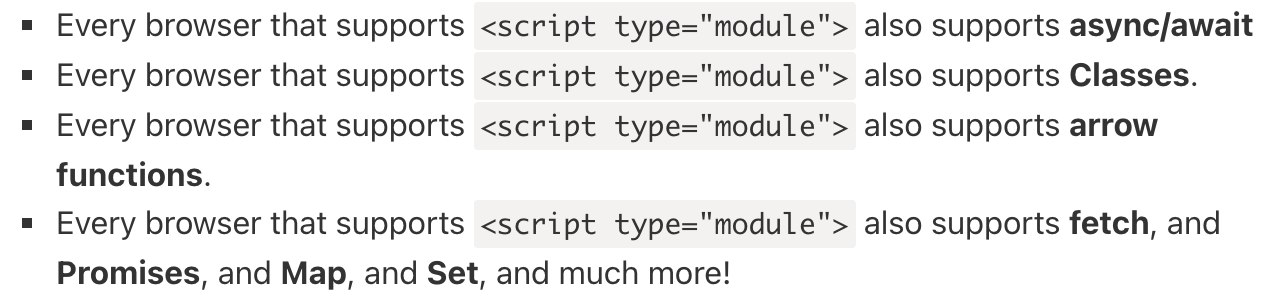 ▪ Every browser that supports <script type="module"> also supports async/await
▪ Every browser that supports <script type="module"> also supports Classes.
▪ Every browser that supports <script type="module"> also supports arrow
functions.
▪ Every browser that supports <script type="module"> also supports fetch, and
Promises, and Map, and Set, and much more!